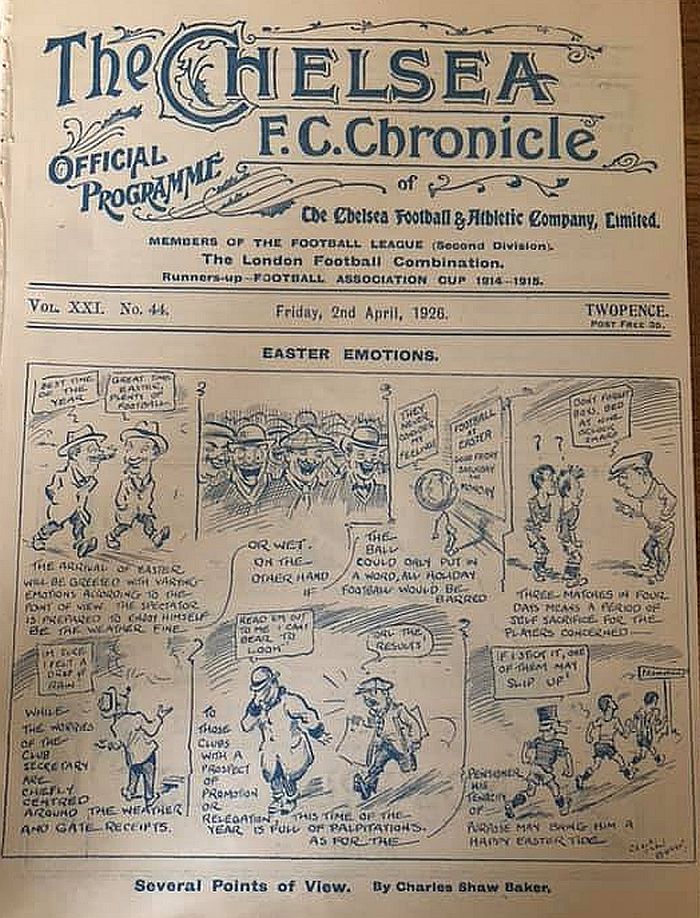 The CHELSEA
F.C. Chronicle
OFFICIAL
PROGRAMME
of
The Chelsea Football & Athletic Company, Limited.
MEMBERS OF THE FOOTBALL LEAGUE (Second Division).
The London Football Combination.
Runners-up—FOOTBALL ASSOCIATION CUP 1914-1915.
VOL. XXI. No. 44.
Friday, 2nd April, 1926.
TWOPENCE.
POST FREE 3D.
EASTER EMOTIONS.
BEST TIME
OF THE
YEAR
GREAT TIME
EASTER,
PLENTY OF
FOOTBALL
THE ARRIVAL OF EASTER
WILL BE GREETED WITH VARYING
EMOTIONS ACCORDING TO THE
POINT OF VIEW. THE SPECTATOR
IS PREPARED TO ENJOY HIMSELF
BE THE WEATHER FINE
OR WET.
ON THE
OTHER HAND
IF
THEY
NEVER
CONSIDER
FEELINGS
FOOTBALL
AT
EASTER
GOOD FRIDAY
SATURDAY
MONDAY
THE
BALL
COULD ONLY PUT IN
A WORD, ALL HOLIDAY
FOOTBALL WOULD BE
BARRED
? ?
DON'T FORGET
BOYS, BED
AT NINE
THREE MATCHES IN FOUR
DAYS MEANS A PERIOD OF
SELF SACRIFICE FOR THE
PLAYERS CONCERNED
I'M SURE
I FELT A
DROP OF
RAIN
WHILE
THE WORRIES
OF THE
CLUB
SECRETARY
ARE
CHIEFLY
CENTRED
AROUND THE WEATHER
AND GATE RECEIPTS.
READ 'EM OUT
TO ME I CAN'T
BEAR TO
LOOK
ALL THE
RESULTS
TO
THOSE
CLUBS
WITH A
PROSPECT
OF
PROMOTION
OR
RELEGATION, THIS TIME OF THE
YEAR IS FULL OF PALPITATIONS.
AS FOR THE
IF I STICK IT, ONE
OF THEM MAY
SLIP UP!
PROMOTION
PENSIONER
HIS
TENACITY
OF
PURPOSE MAY BRING HIM A
HAPPY EASTER TIDE
Several Points of View. By Charles Shaw Baker.